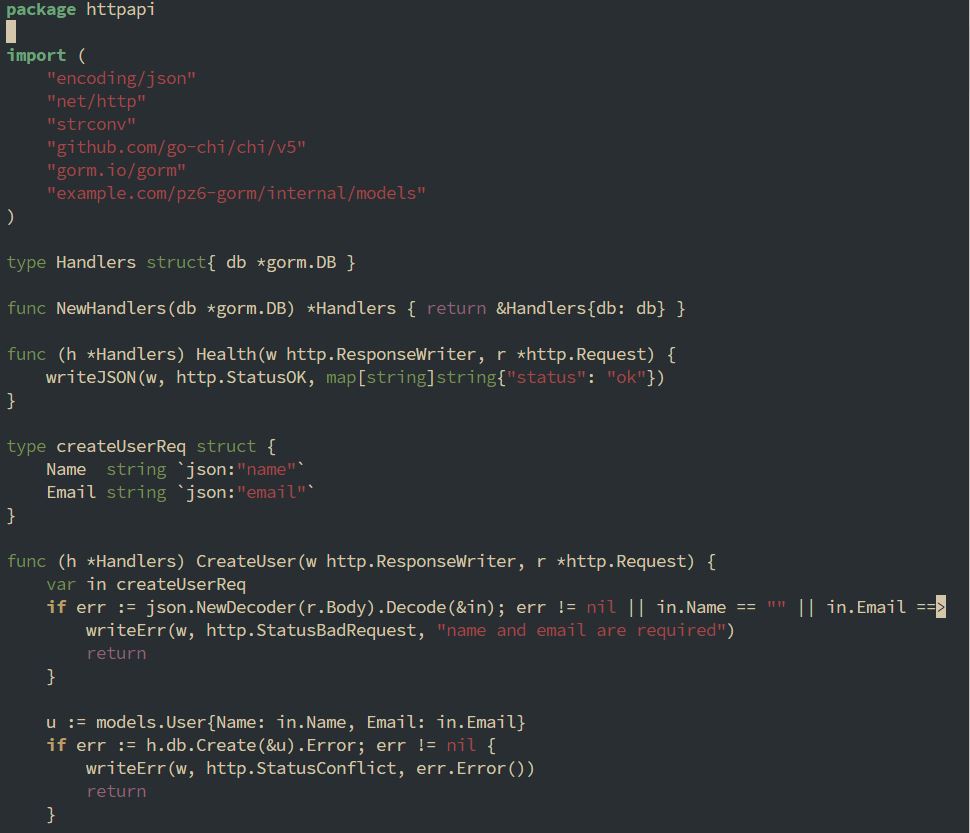 package httpapi
import (
    "encoding/json"
    "net/http"
    "strconv"
    "github.com/go-chi/chi/v5"
    "gorm.io/gorm"
    "example.com/pz6-gorm/internal/models"
)
type Handlers struct{ db *gorm.DB }
func NewHandlers(db *gorm.DB) *Handlers { return &Handlers{db: db} }
func (h *Handlers) Health(w http.ResponseWriter, r *http.Request) {
    writeJSON(w, http.StatusOK, map[string]string{"status": "ok"})
}
type createUserReq struct {
    Name  string `json:"name"`
    Email string `json:"email"`
}
func (h *Handlers) CreateUser(w http.ResponseWriter, r *http.Request) {
    var in createUserReq
    if err := json.NewDecoder(r.Body).Decode(&in); err != nil || in.Name == "" || in.Email ==>
        writeErr(w, http.StatusBadRequest, "name and email are required")
        return
    }
    u := models.User{Name: in.Name, Email: in.Email}
    if err := h.db.Create(&u).Error; err != nil {
        writeErr(w, http.StatusConflict, err.Error())
        return
    }